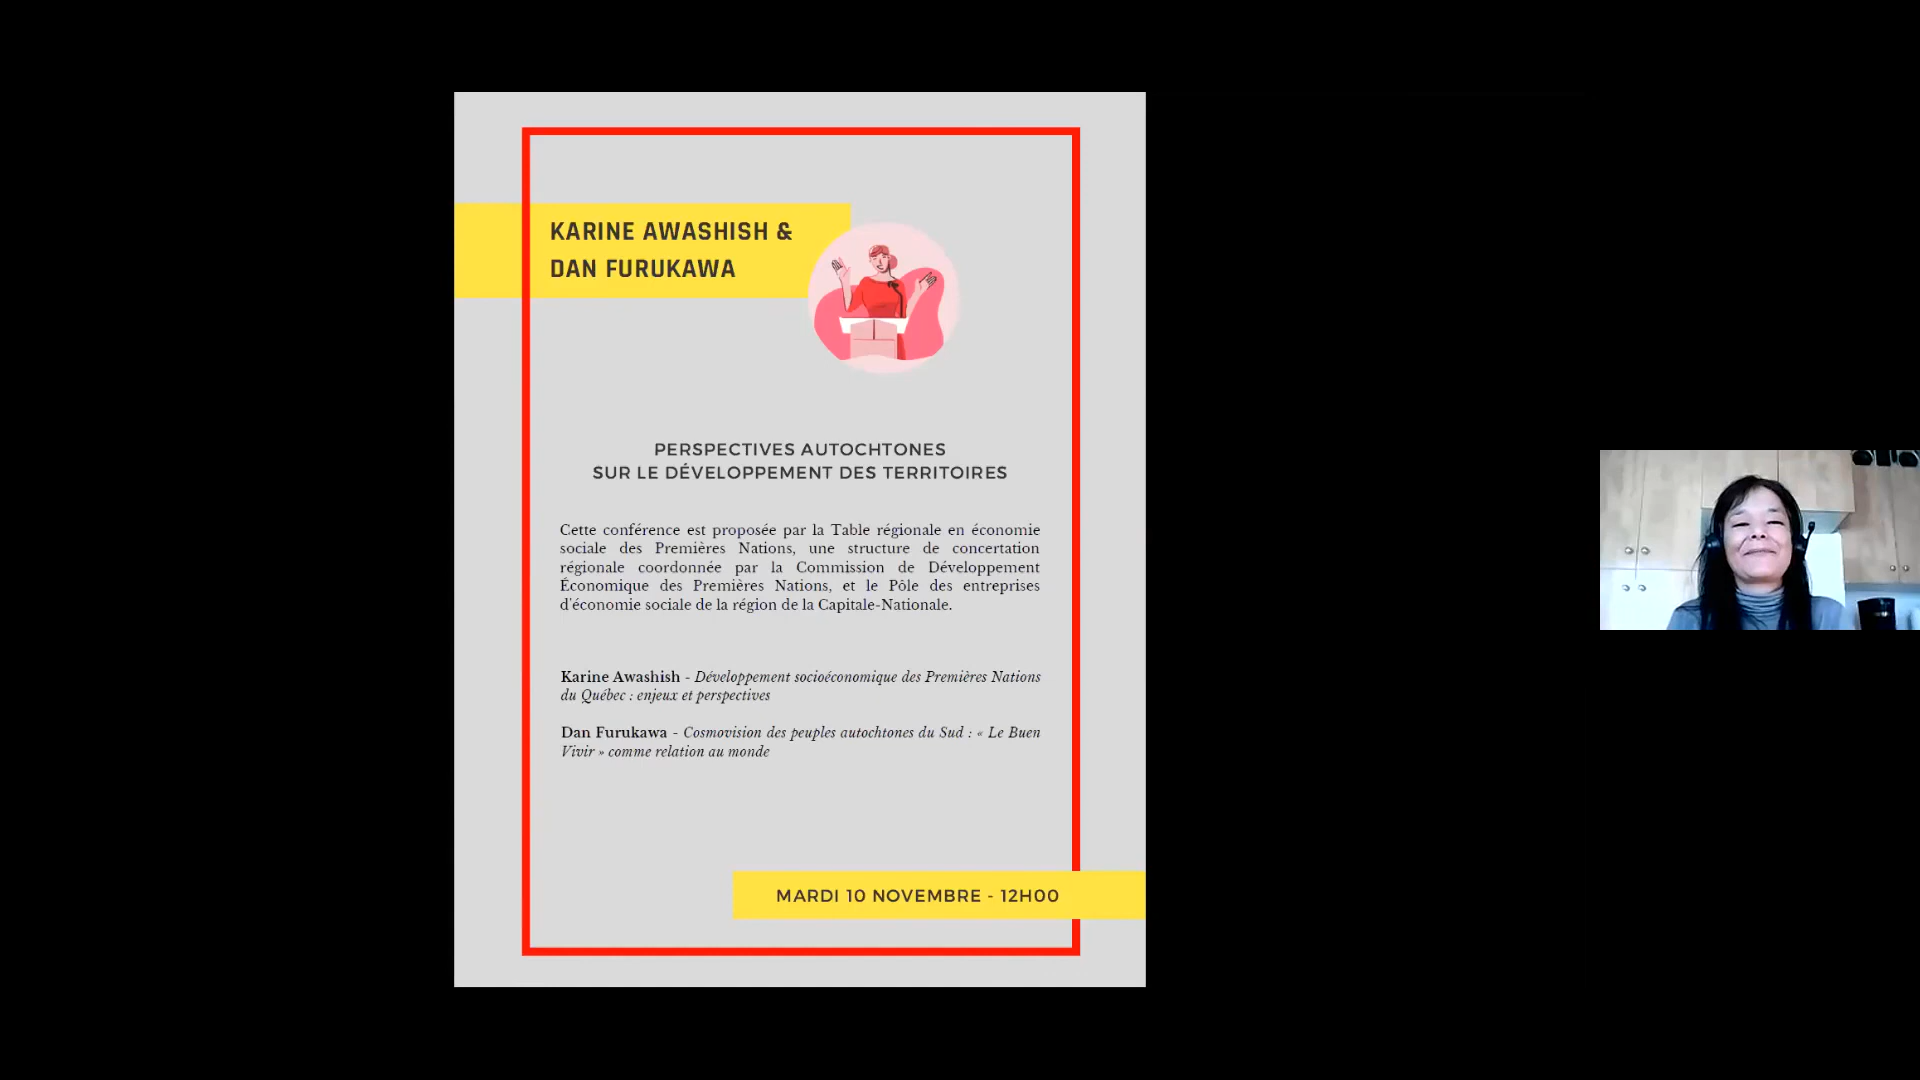 KARINE AWASHISH &
DAN FURUKAWA
PERSPECTIVES AUTOCHTONES
SUR LE DÉVELOPPEMENT DES TERRITOIRES
Cette conférence est proposée par la Table régionale en économie
sociale des Premières Nations, une structure de concertation
régionale coordonnée par la Commission de Développement
Économique des Premières Nations, et le Pôle des entreprises
d'économie sociale de la région de la Capitale-Nationale.
Karine Awashish - Développement socioéconomique des Premières Nations
du Québec : enjeux et perspectives
Dan Furukawa - Cosmovision des peuples autochtones du Sud : « Le Buen
Vivir » comme relation au monde
MARDI 10 NOVEMBRE - 12H00